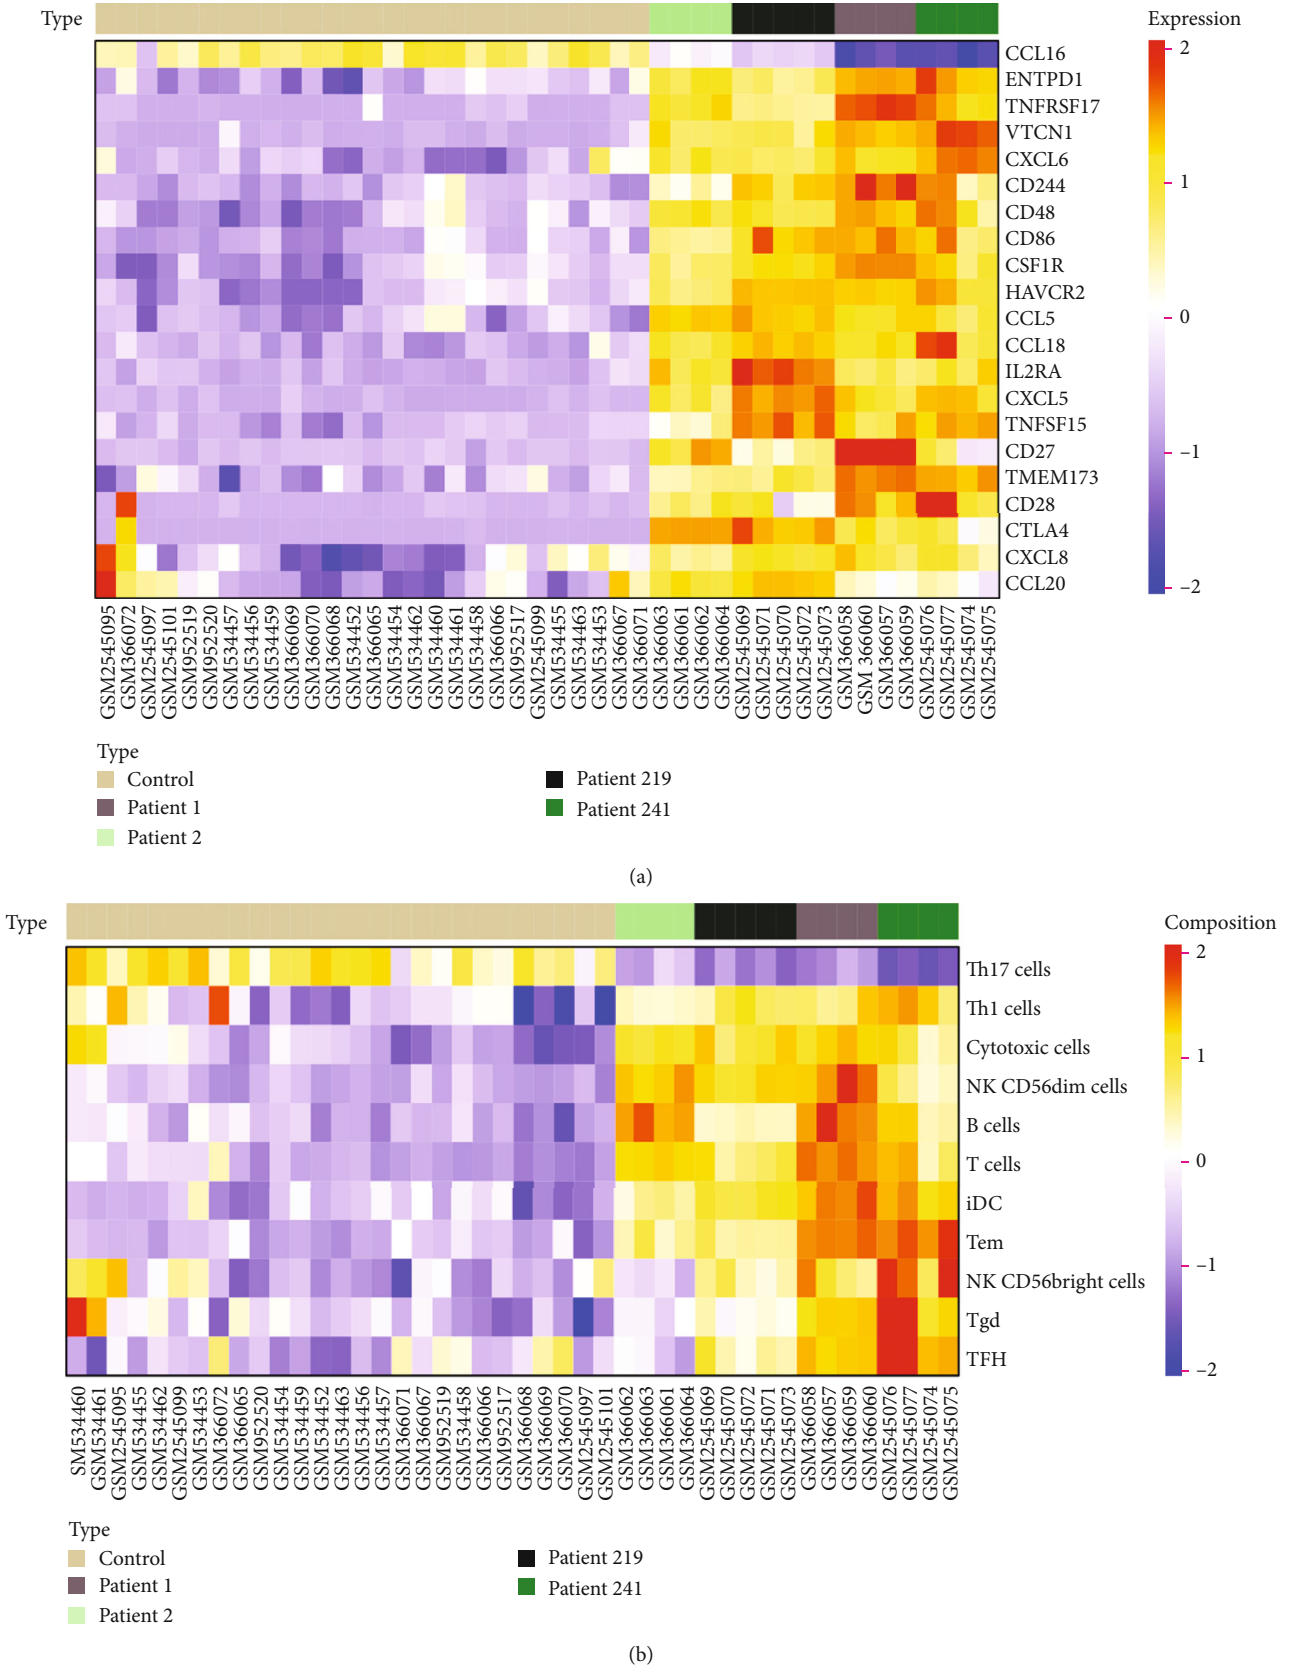 Type
Expression
2
1
0
−1
−2
CCL16
ENTPD1
TNFRSF17
VTCN1
CXCL6
CD244
CD48
CD86
CSF1R
HAVCR2
CCL5
CCL18
IL2RA
CXCL5
TNFSF15
CD27
TMEM173
CD28
CTLA4
CXCL8
CCL20
GSM2545095
GSM366072
GSM2545097
GSM2545101
GSM952519
GSM952520
GSM534457
GSM534456
GSM534459
GSM366069
GSM366070
GSM366068
GSM534452
GSM366065
GSM534454
GSM534462
GSM534460
GSM534461
GSM534458
GSM366066
GSM952517
GSM2545099
GSM534455
GSM534463
GSM534453
GSM366067
GSM366071
GSM366063
GSM366061
GSM366062
GSM366064
GSM2545069
GSM2545071
GSM2545070
GSM2545072
GSM2545073
GSM366058
GSM 366060
GSM366057
GSM366059
GSM2545076
GSM2545077
GSM2545074
GSM2545075
Type
Control
Patient 1
Patient 2
Patient 219
Patient 241
(a)
Type
Composition
2
1
0
−1
−2
Th17 cells
Th1 cells
Cytotoxic cells
NK CD56dim cells
B cells
T cells
iDC
Tem
NK CD56bright cells
Tgd
TFH
SM534460
GSM534461
GSM2545095
GSM534455
GSM534462
GSM2545099
GSM534453
GSM366072
GSM366065
GSM952520
GSM534454
GSM534459
GSM534452
GSM534463
GSM534456
GSM534457
GSM366071
GSM366067
GSM952519
GSM534458
GSM366066
GSM952517
GSM366068
GSM366069
GSM366070
GSM2545097
GSM2545101
GSM366062
GSM366063
GSM366061
GSM366064
GSM2545069
GSM2545070
GSM2545072
GSM2545071
GSM2545073
GSM366058
GSM366057
GSM366059
GSM366060
GSM2545076
GSM2545077
GSM2545074
GSM2545075
Type
Control
Patient 1
Patient 2
Patient 219
Patient 241
(b)